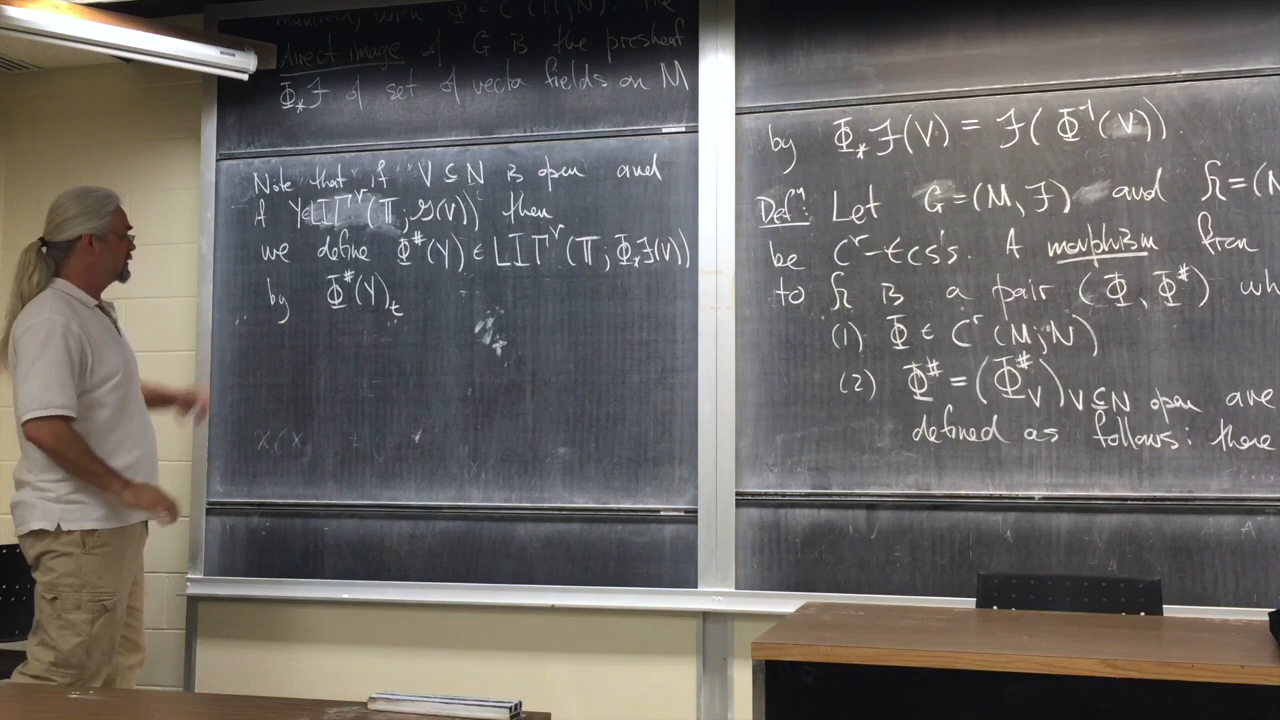 manifold, with Φ ∈ C^r(M;N). The
direct image of G is the presheaf
Φ_*ℱ of set of vector fields on M
Note that if V ⊆ N is open and
if Y ∈ LIΓ^r(𝕋; 𝒢(V)) then
we define Φ^#(Y) ∈ LIΓ^r(𝕋; Φ_*ℱ(V))
by Φ^#(Y)_t
by Φ_*ℱ(V) = ℱ(Φ^{-1}(V)).
Def^n: Let G = (M, ℱ) and ℌ = (N
be C^r-tcs's. A morphism from
to ℌ is a pair (Φ, Φ^#) wh
(1) Φ ∈ C^r(M;N)
(2) Φ^# = (Φ^#_V)_{V⊆N open} are
defined as follows: there